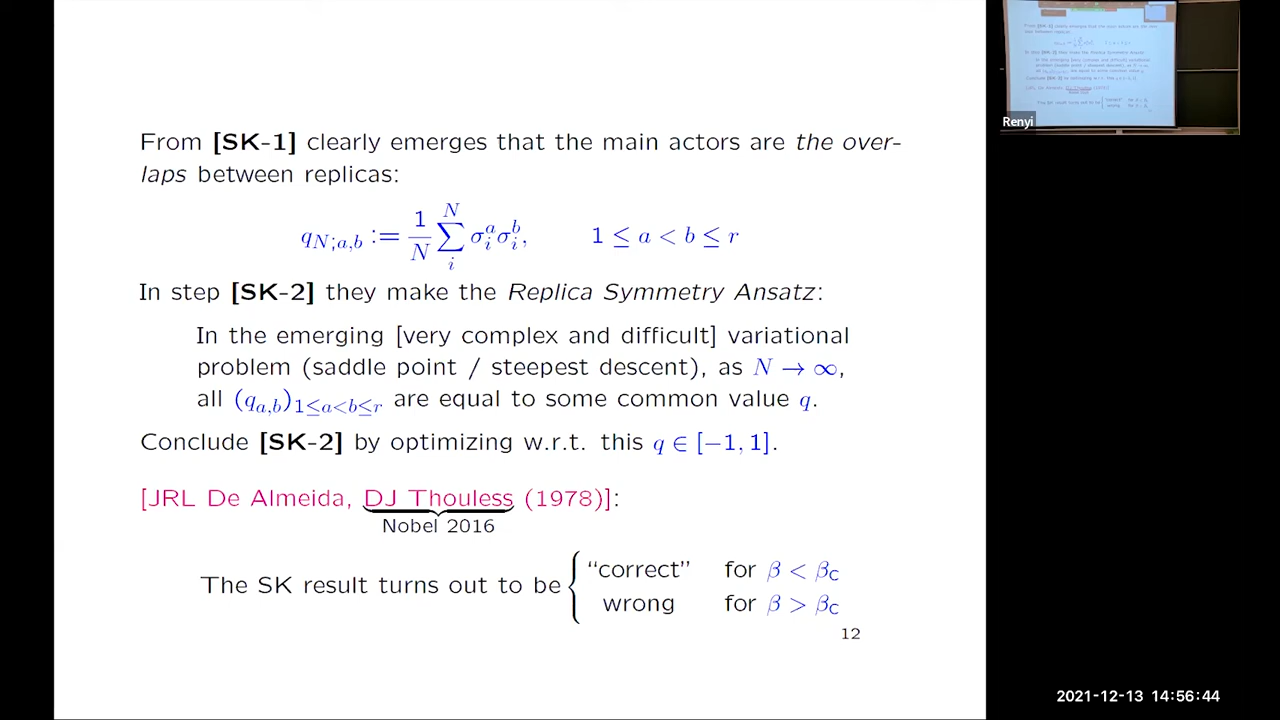 From [SK-1] clearly emerges that the main actors are the over-
laps between replicas:
q_{N;a,b} := \frac{1}{N} \sum_{i}^{N} σ_i^a σ_i^b, 1 ≤ a < b ≤ r
In step [SK-2] they make the Replica Symmetry Ansatz:
In the emerging [very complex and difficult] variational
problem (saddle point / steepest descent), as N → ∞,
all (q_{a,b})_{1≤a<b≤r} are equal to some common value q.
Conclude [SK-2] by optimizing w.r.t. this q ∈ [−1, 1].
[JRL De Almeida, DJ Thouless (1978)]:
Nobel 2016
The SK result turns out to be { “correct” for β < β_C
wrong for β > β_C
12
Renyi
2021-12-13 14:56:44